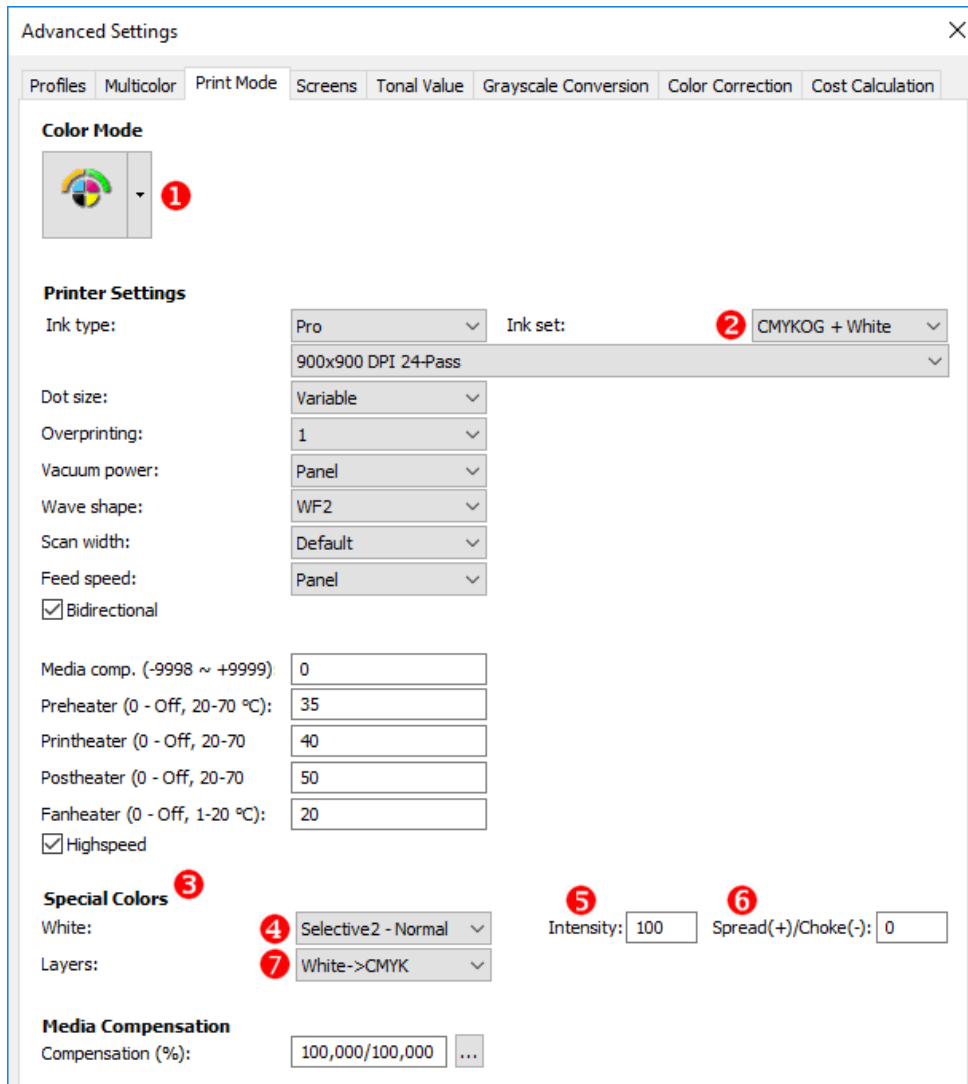 Advanced Settings
Profiles Multicolor Print Mode Screens Tonal Value Grayscale Conversion Color Correction Cost Calculation
Color Mode
1
Printer Settings
Ink type: Pro Ink set: 2 CMYKOG + White
900x900 DPI 24-Pass
Dot size: Variable
Overprinting: 1
Vacuum power: Panel
Wave shape: WF2
Scan width: Default
Feed speed: Panel
Bidirectional
Media comp. (-9998 ~ +9999): 0
Preheater (0 - Off, 20-70 ºC): 35
Printheater (0 - Off, 20-70 40
Postheater (0 - Off, 20-70 50
Fanheater (0 - Off, 1-20 ºC): 20
Highspeed
Special Colors 3
White: 4 Selective2 - Normal 5 Intensity: 100 6 Spread(+)/Choke(-): 0
Layers: 7 White->CMYK
Media Compensation
Compensation (%): 100,000/100,000 ...